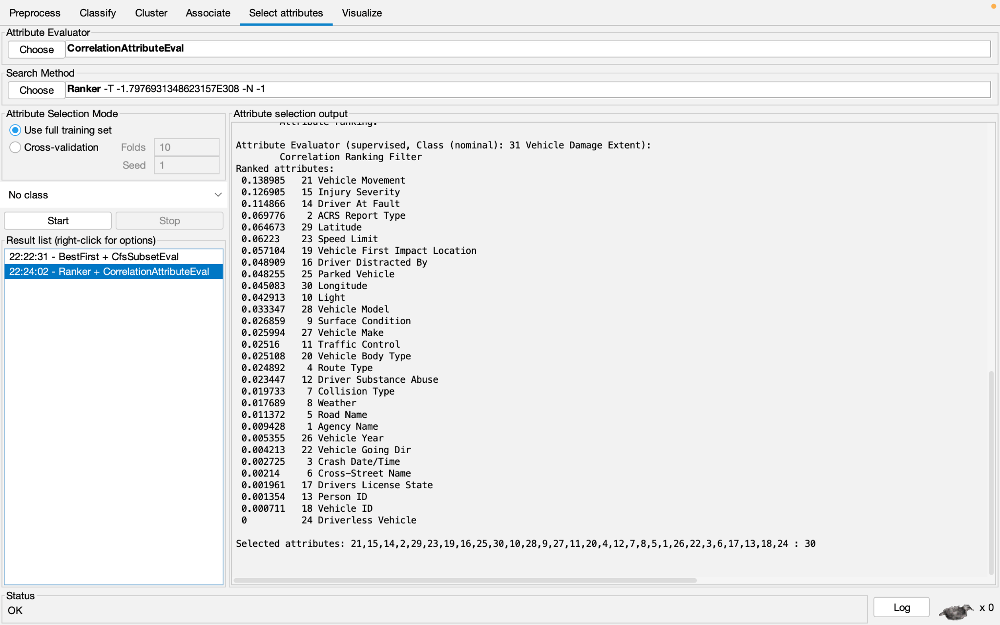 Preprocess Classify Cluster Associate Select attributes Visualize
Attribute Evaluator
Choose CorrelationAttributeEval
Search Method
Choose Ranker -T -1.7976931348623157E308 -N -1
Attribute Selection Mode
Use full training set
Cross-validation Folds 10
Seed 1
No class
Start Stop
Result list (right-click for options)
22:22:31 - BestFirst + CfsSubsetEval
22:24:02 - Ranker + CorrelationAttributeEval
Attribute selection output
Attribute ranking.
Attribute Evaluator (supervised, Class (nominal): 31 Vehicle Damage Extent):
Correlation Ranking Filter
Ranked attributes:
0.138985 21 Vehicle Movement
0.126905 15 Injury Severity
0.114866 14 Driver At Fault
0.069776 2 ACRS Report Type
0.064673 29 Latitude
0.06223 23 Speed Limit
0.057104 19 Vehicle First Impact Location
0.048909 16 Driver Distracted By
0.048255 25 Parked Vehicle
0.045083 30 Longitude
0.042913 10 Light
0.033347 28 Vehicle Model
0.026859 9 Surface Condition
0.025994 27 Vehicle Make
0.02516 11 Traffic Control
0.025108 20 Vehicle Body Type
0.024892 4 Route Type
0.023447 12 Driver Substance Abuse
0.019733 7 Collision Type
0.017689 8 Weather
0.011372 5 Road Name
0.009428 1 Agency Name
0.005355 26 Vehicle Year
0.004213 22 Vehicle Going Dir
0.002725 3 Crash Date/Time
0.00214 6 Cross-Street Name
0.001961 17 Drivers License State
0.001354 13 Person ID
0.000711 18 Vehicle ID
0 24 Driverless Vehicle
Selected attributes: 21,15,14,2,29,23,19,16,25,30,10,28,9,27,11,20,4,12,7,8,5,1,26,22,3,6,17,13,18,24 : 30
Status
OK
Log x 0